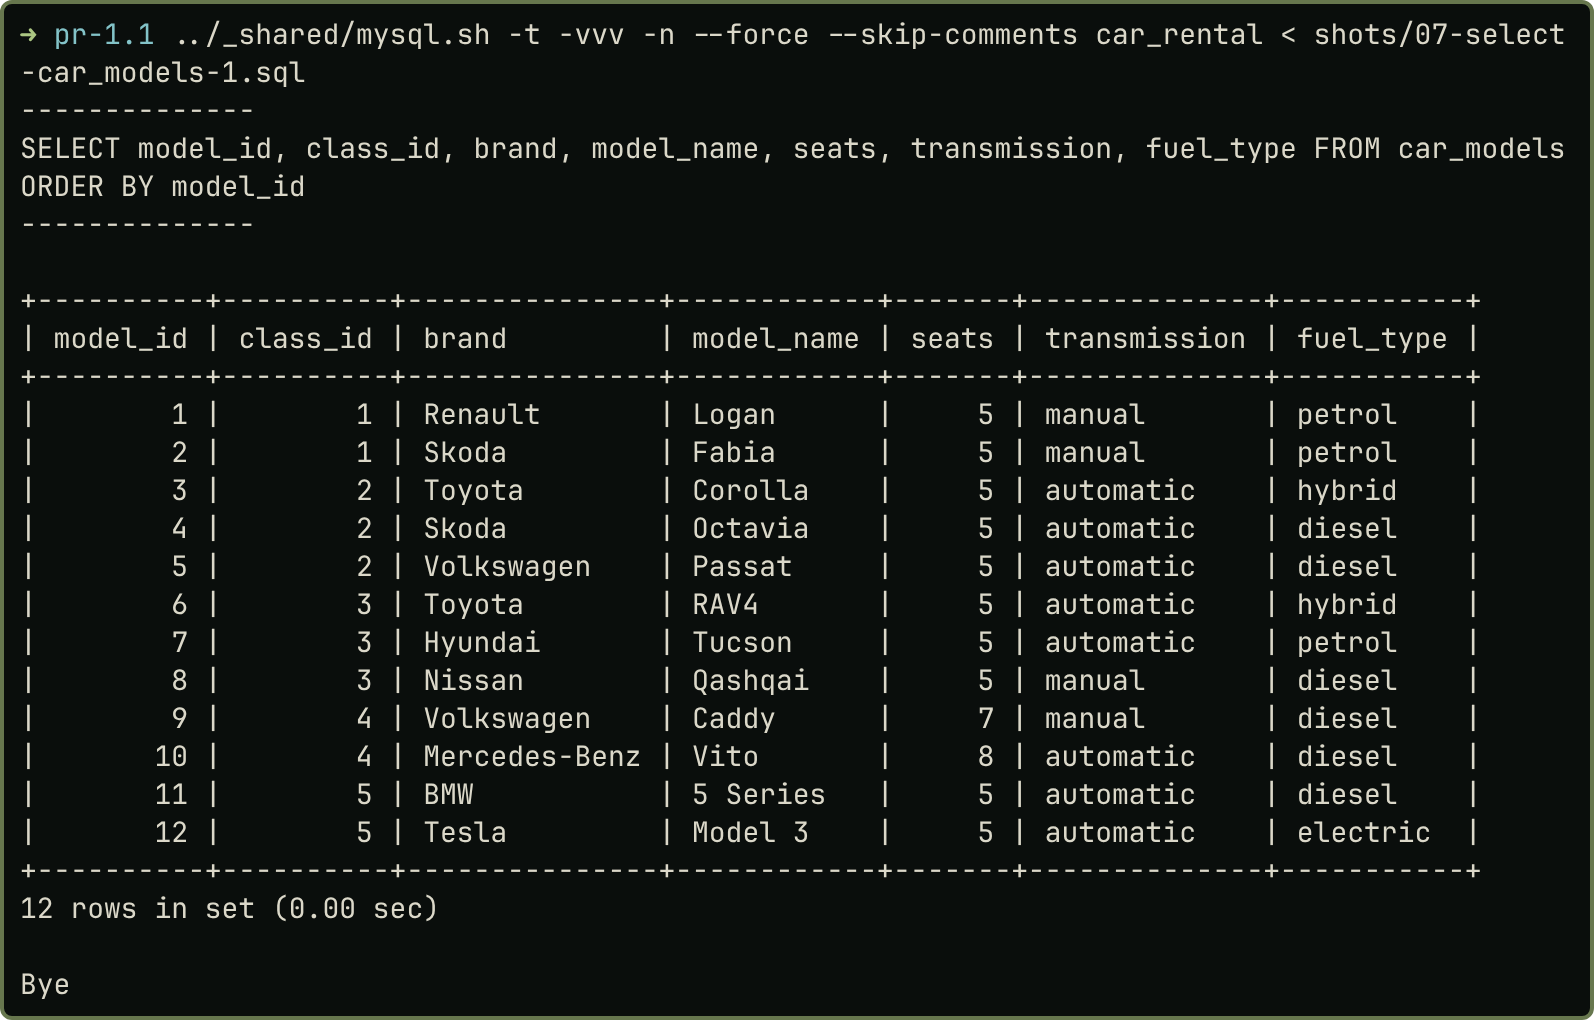 → pr-1.1 ../_shared/mysql.sh -t -vvv -n --force --skip-comments car_rental < shots/07-select
-car_models-1.sql
--------------
SELECT model_id, class_id, brand, model_name, seats, transmission, fuel_type FROM car_models
ORDER BY model_id
--------------

+----------+----------+---------------+------------+-------+--------------+-----------+
| model_id | class_id | brand         | model_name | seats | transmission | fuel_type |
+----------+----------+---------------+------------+-------+--------------+-----------+
|        1 |        1 | Renault       | Logan      |     5 | manual       | petrol    |
|        2 |        1 | Skoda         | Fabia      |     5 | manual       | petrol    |
|        3 |        2 | Toyota        | Corolla    |     5 | automatic    | hybrid    |
|        4 |        2 | Skoda         | Octavia    |     5 | automatic    | diesel    |
|        5 |        2 | Volkswagen    | Passat     |     5 | automatic    | diesel    |
|        6 |        3 | Toyota        | RAV4       |     5 | automatic    | hybrid    |
|        7 |        3 | Hyundai       | Tucson     |     5 | automatic    | petrol    |
|        8 |        3 | Nissan        | Qashqai    |     5 | manual       | diesel    |
|        9 |        4 | Volkswagen    | Caddy      |     7 | manual       | diesel    |
|       10 |        4 | Mercedes-Benz | Vito       |     8 | automatic    | diesel    |
|       11 |        5 | BMW           | 5 Series   |     5 | automatic    | diesel    |
|       12 |        5 | Tesla         | Model 3    |     5 | automatic    | electric  |
+----------+----------+---------------+------------+-------+--------------+-----------+
12 rows in set (0.00 sec)

Bye